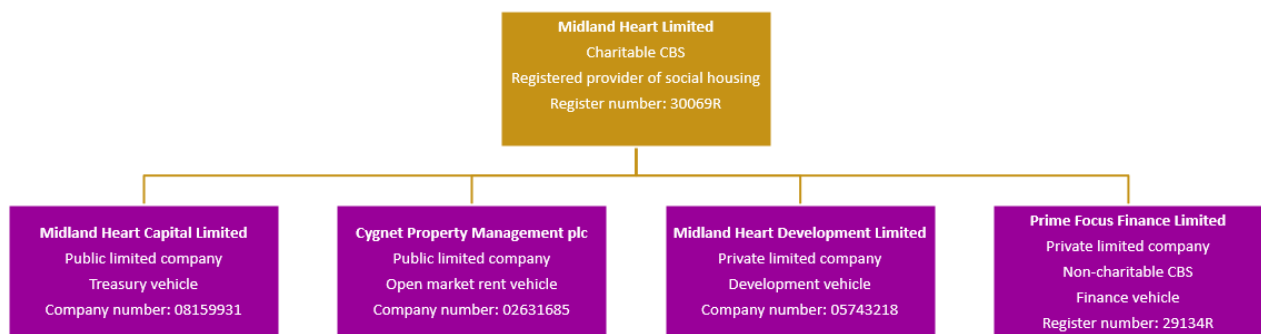 Midland Heart Limited
Charitable CBS
Registered provider of social housing
Register number: 30069R
Midland Heart Capital Limited
Public limited company
Treasury vehicle
Company number: 08159931
Cygnet Property Management plc
Public limited company
Open market rent vehicle
Company number: 02631685
Midland Heart Development Limited
Private limited company
Development vehicle
Company number: 05743218
Prime Focus Finance Limited
Private limited company
Non-charitable CBS
Finance vehicle
Register number: 29134R